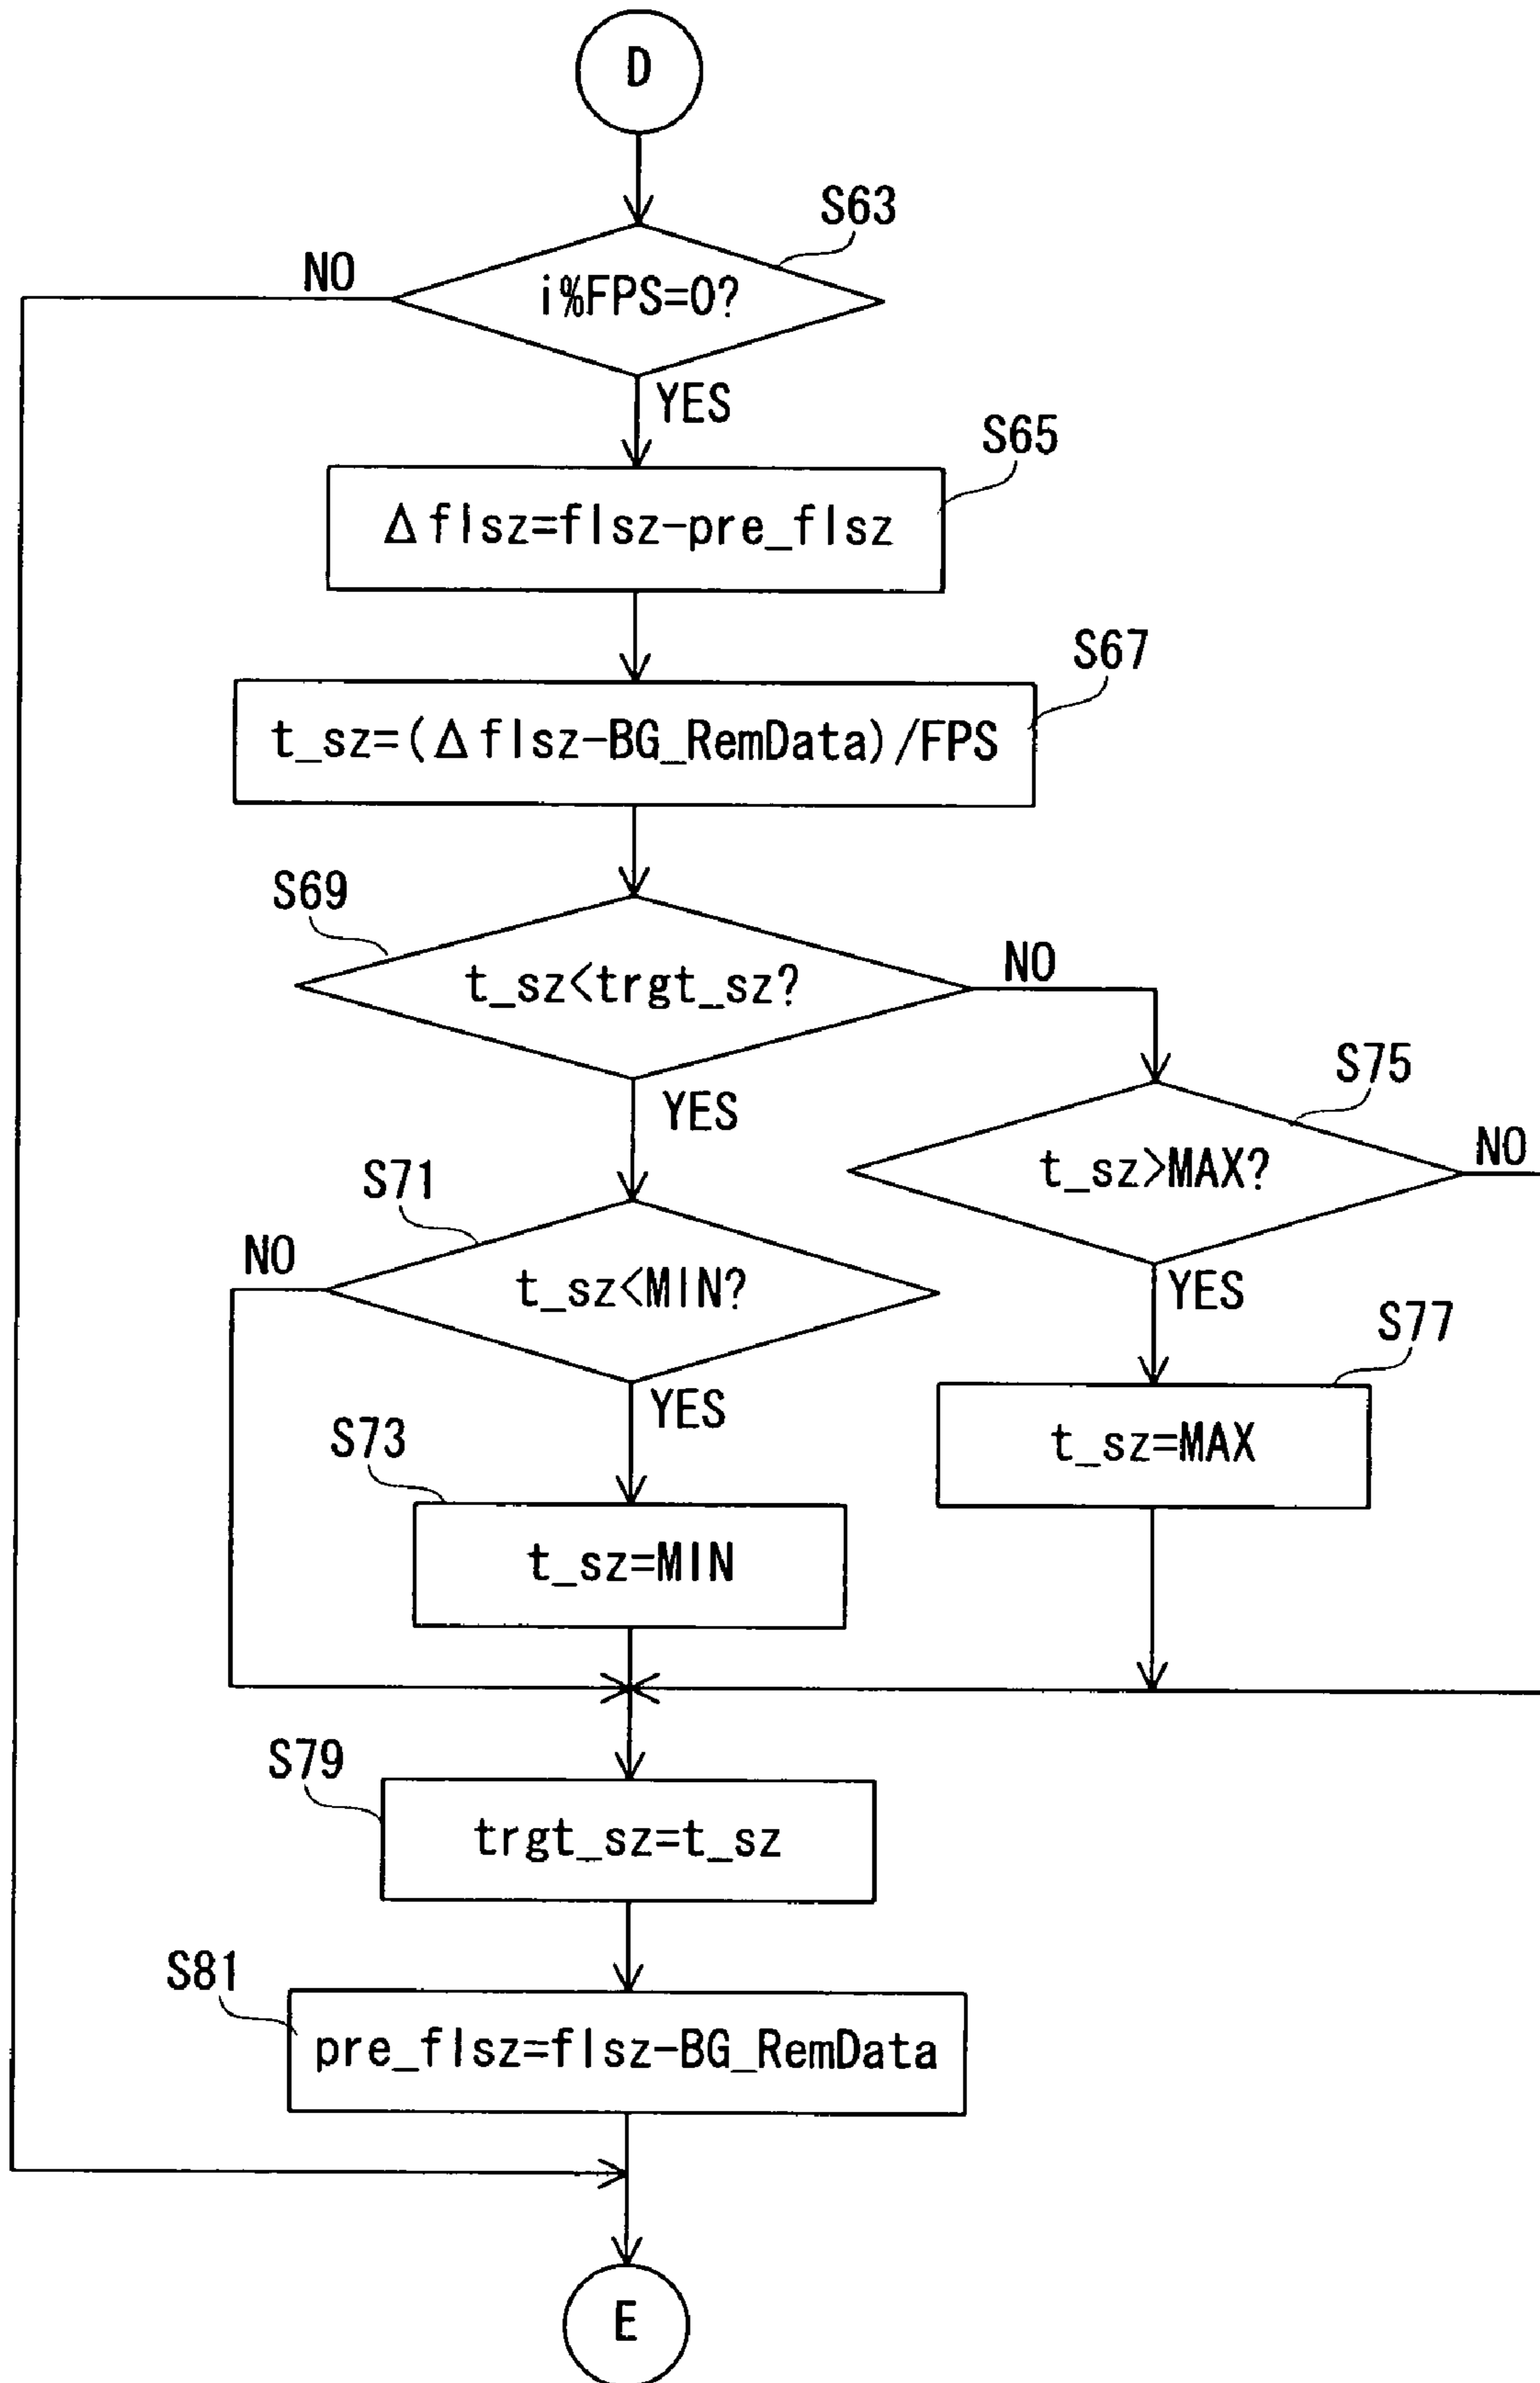 D
S63
NO
i%FPS=0?
YES
S65
Δflsz=flsz-pre_flsz
S67
t_sz=(Δflsz-BG_RemData)/FPS
S69
t_sz<trgt_sz?
NO
YES
S75
t_sz>MAX?
NO
S71
NO
t_sz<MIN?
YES
S77
t_sz=MAX
YES
S73
t_sz=MIN
S79
trgt_sz=t_sz
S81
pre_flsz=flsz-BG_RemData
E